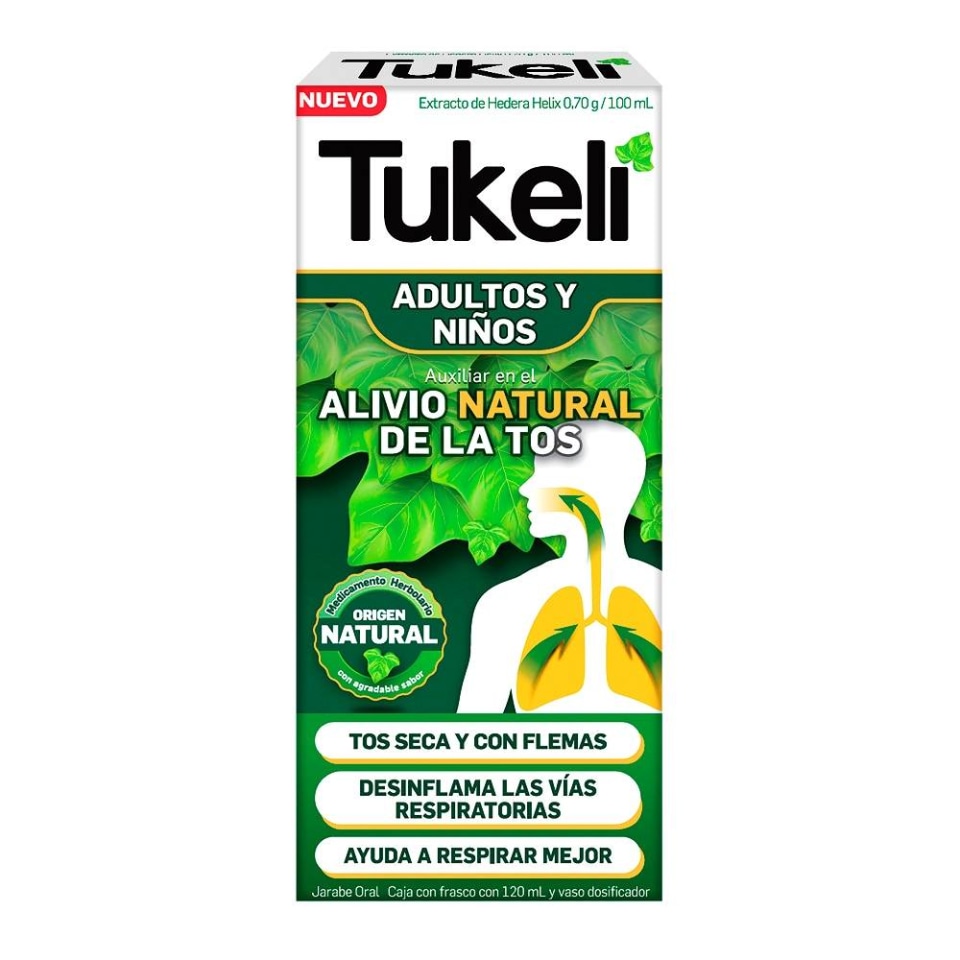 Tukeli
NUEVO
Extracto de Hedera Helix 0.70 g / 100 mL
Tukeli
ADULTOS Y
NIÑOS
Auxiliar en el
ALIVIO NATURAL
DE LA TOS
Medicamento Herbolario
ORIGEN
NATURAL
con agradable sabor
TOS SECA Y CON FLEMAS
DESINFLAMA LAS VÍAS
RESPIRATORIAS
AYUDA A RESPIRAR MEJOR
Jarabe Oral Caja con frasco con 120 mL y vaso dosificador